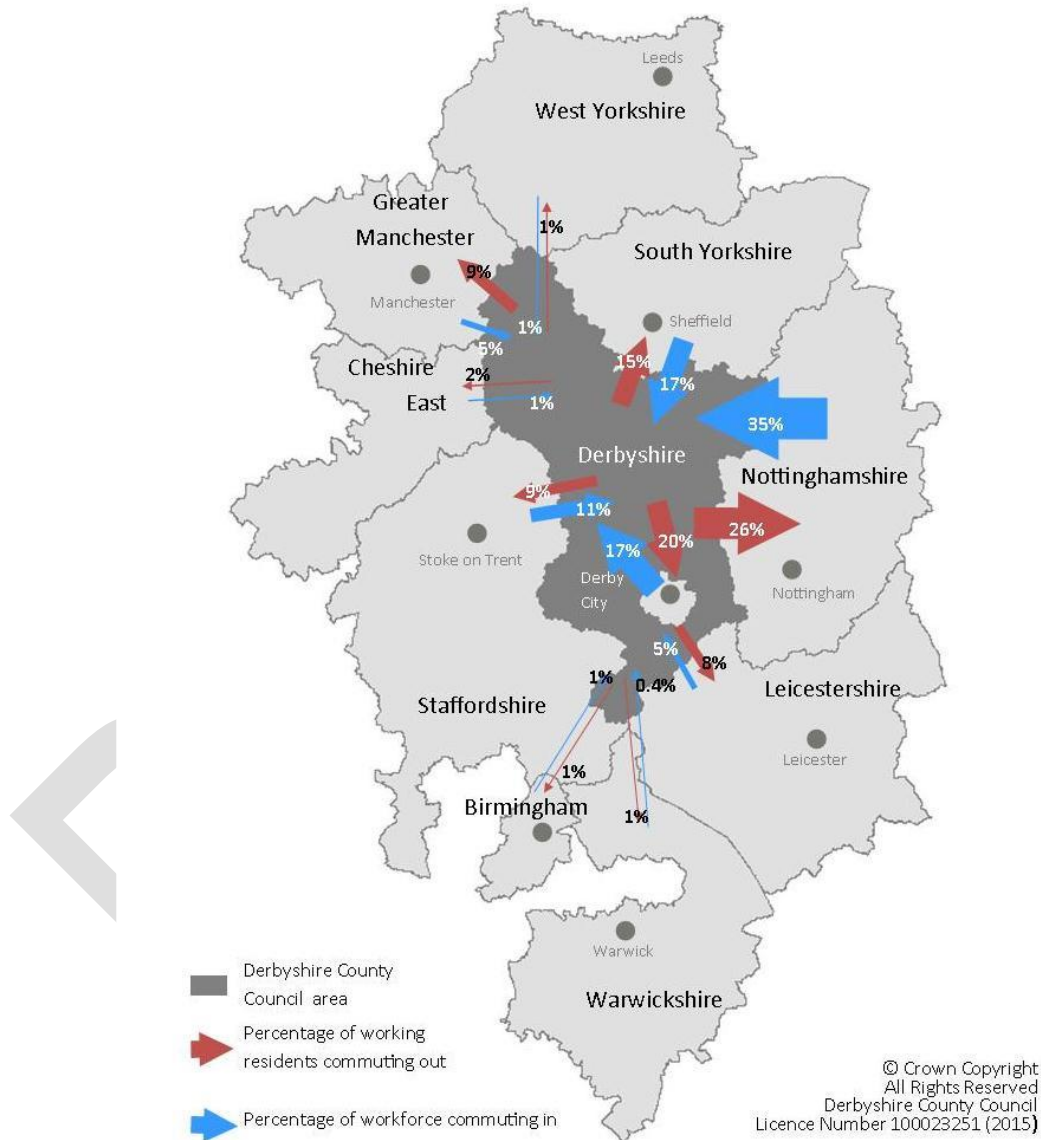 Leeds
West Yorkshire
Greater
Manchester
1%
South Yorkshire
9%
Manchester
1%
Sheffield
5%
15%
Cheshire
2%
17%
East
1%
35%
Derbyshire
Nottinghamshire
9%
11%
26%
20%
17%
Stoke on Trent
Derby
City
Nottingham
5%
8%
1%
0.4%
Leicestershire
Staffordshire
Leicester
1%
Birmingham
1%
Warwick
Warwickshire
Derbyshire County
Council area
Percentage of working
residents commuting out
Percentage of workforce commuting in
© Crown Copyright
All Rights Reserved
Derbyshire County Council
Licence Number 100023251 (2015)